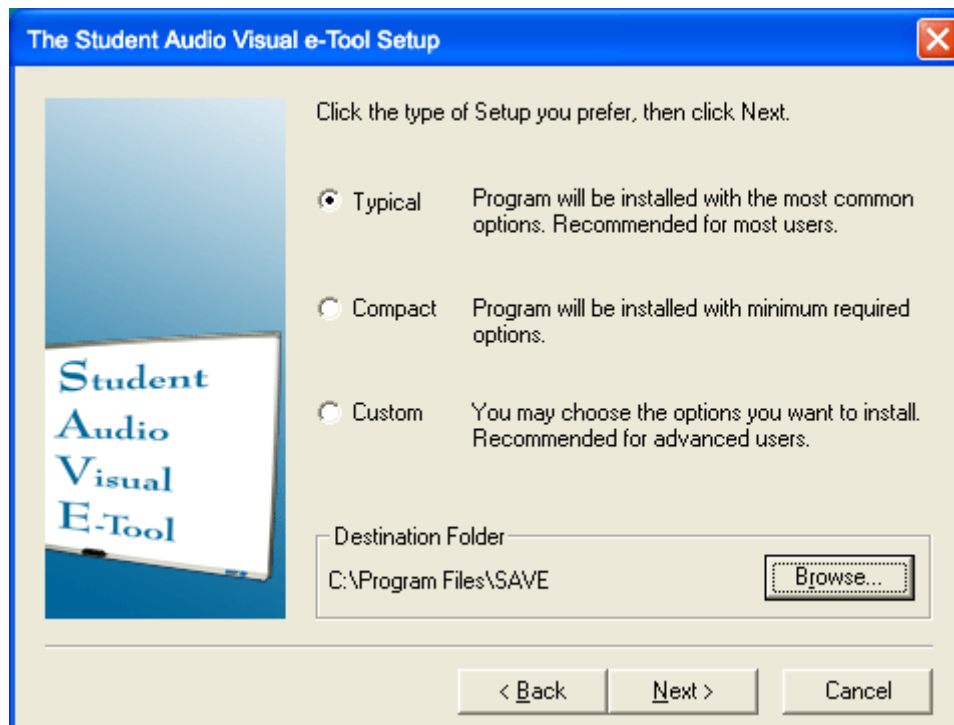 The Student Audio Visual e-Tool Setup
Click the type of Setup you prefer, then click Next.
Typical
Program will be installed with the most common
options. Recommended for most users.
Compact
Program will be installed with minimum required
options.
Custom
You may choose the options you want to install.
Recommended for advanced users.
Student
Audio
Visual
E-Tool
Destination Folder
C:\Program Files\SAVE
Browse...
< Back
Next >
Cancel